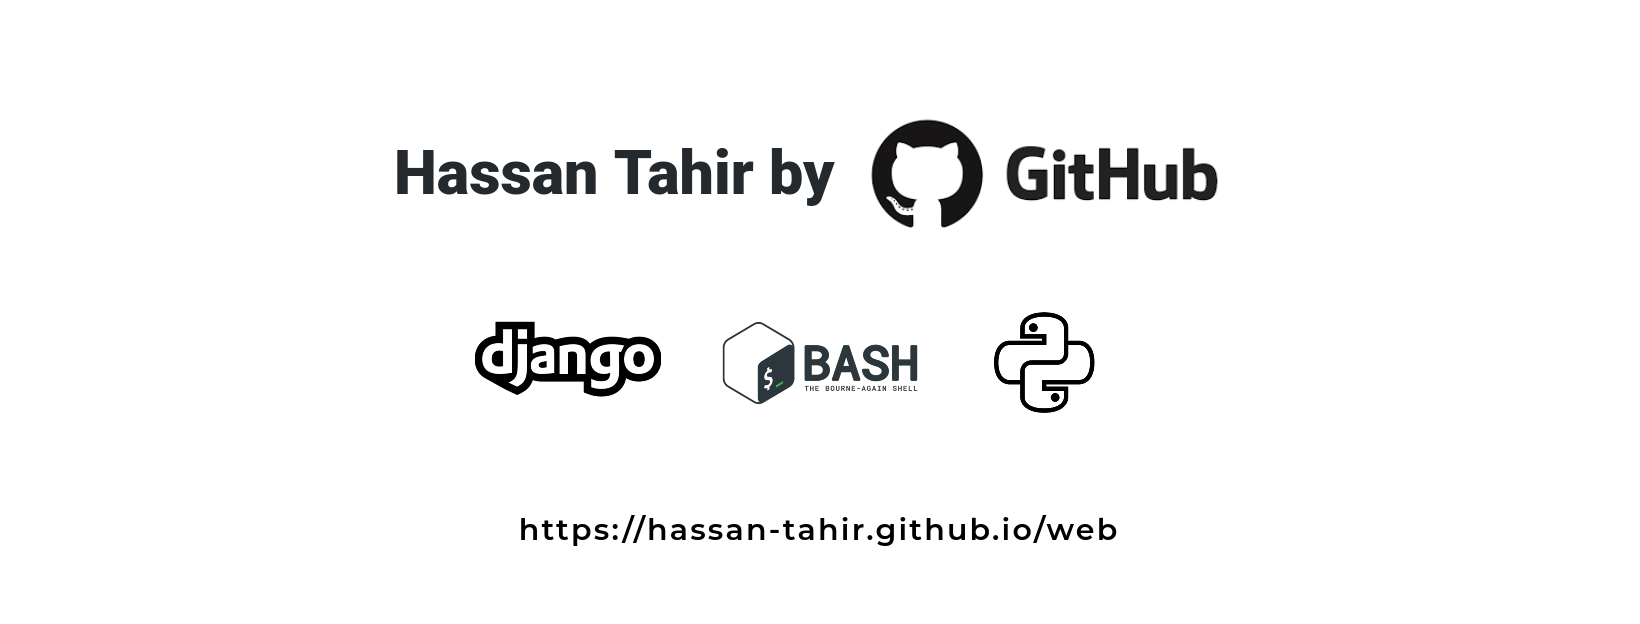 Hassan Tahir by GitHub
django $_ BASH
THE BOURNE-AGAIN SHELL
https://hassan-tahir.github.io/web